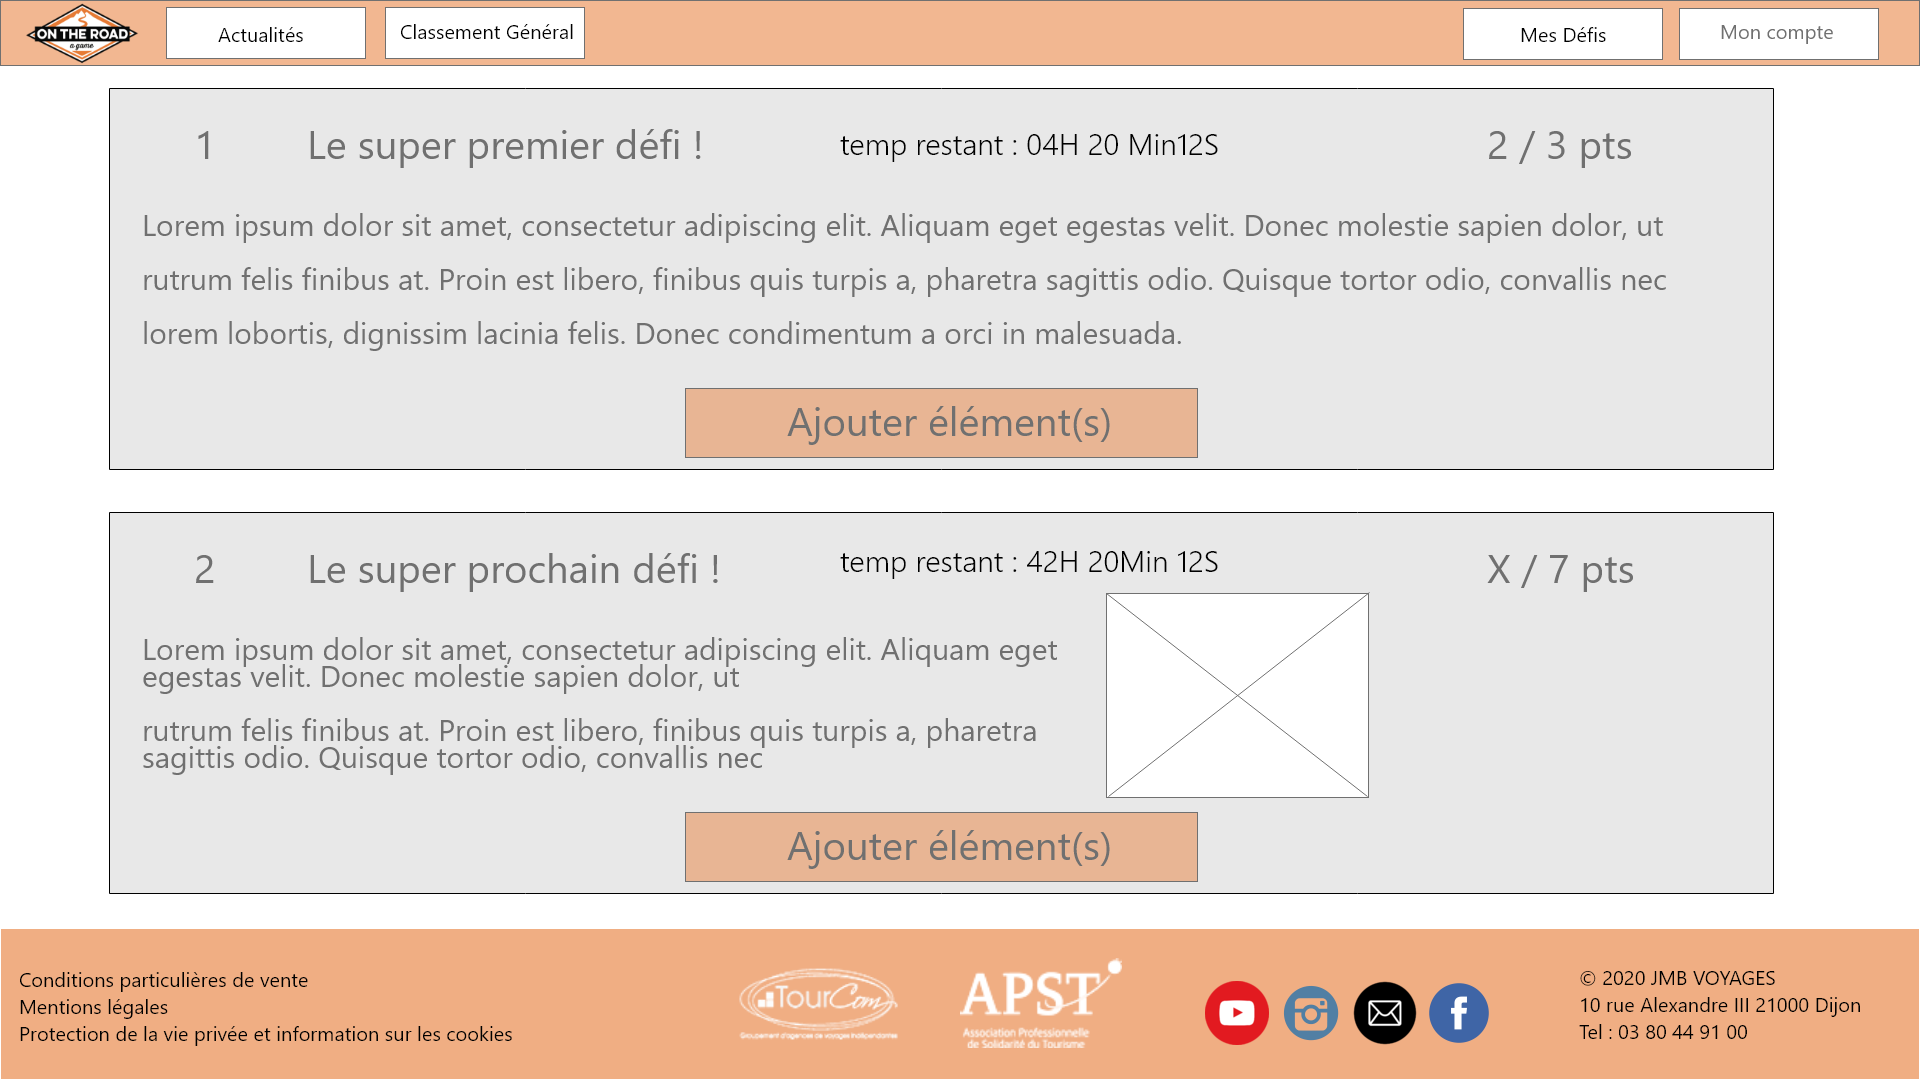 ON THE ROAD
a game
Actualités
Classement Général
Mes Défis
Mon compte
1
Le super premier défi !
temp restant : 04H 20 Min12S
2 / 3 pts
Lorem ipsum dolor sit amet, consectetur adipiscing elit. Aliquam eget egestas velit. Donec molestie sapien dolor, ut
rutrum felis finibus at. Proin est libero, finibus quis turpis a, pharetra sagittis odio. Quisque tortor odio, convallis nec
lorem lobortis, dignissim lacinia felis. Donec condimentum a orci in malesuada.
Ajouter élément(s)
2
Le super prochain défi !
temp restant : 42H 20Min 12S
X / 7 pts
Lorem ipsum dolor sit amet, consectetur adipiscing elit. Aliquam eget
egestas velit. Donec molestie sapien dolor, ut
rutrum felis finibus at. Proin est libero, finibus quis turpis a, pharetra
sagittis odio. Quisque tortor odio, convallis nec
Ajouter élément(s)
Conditions particulières de vente
Mentions légales
Protection de la vie privée et information sur les cookies
TourCom
Groupement d'agences de voyages indépendantes
APST
Association Professionnelle
de Solidarité du Tourisme
© 2020 JMB VOYAGES
10 rue Alexandre III 21000 Dijon
Tel : 03 80 44 91 00